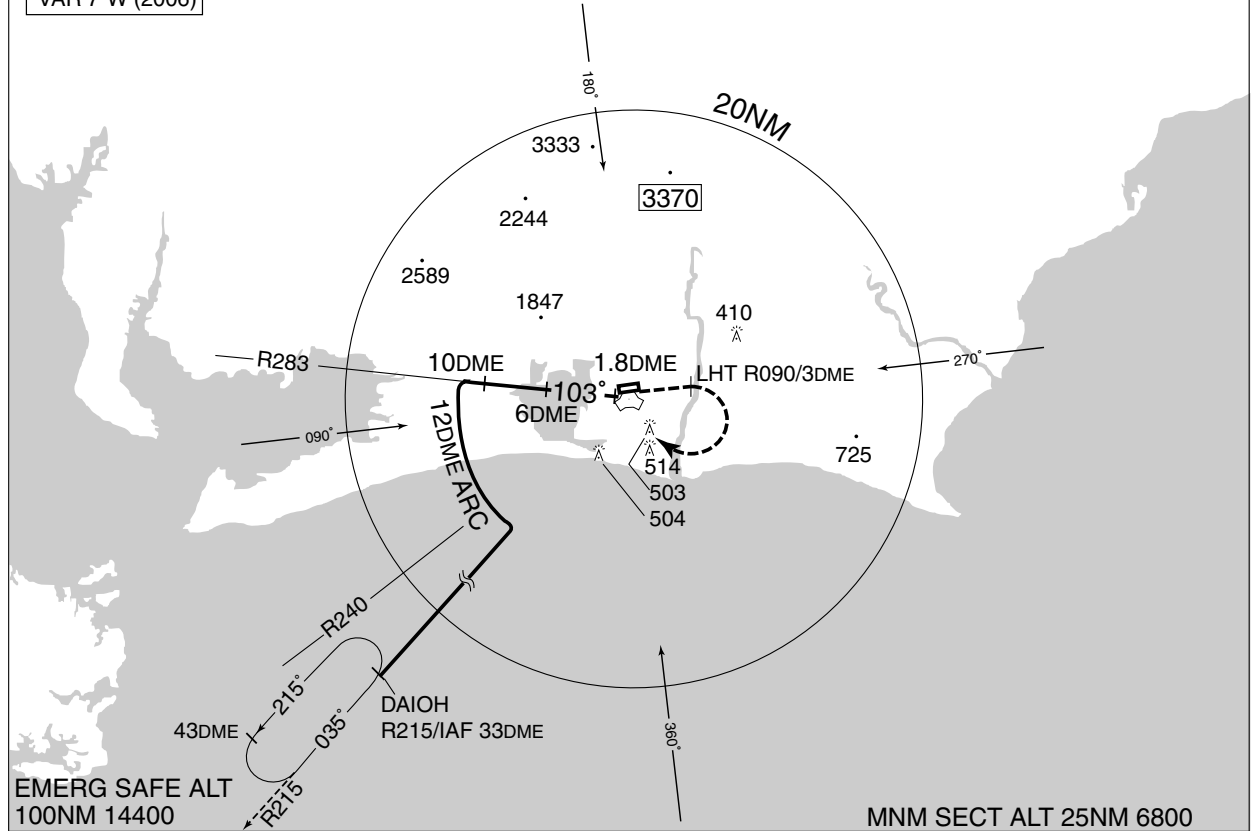 VAR 7°W (2006)
180°
20NM
3333
3370
2244
2589
1847
410
R283
10DME
1.8DME
LHT R090/3DME
270°
103°
6DME
090°
12DME ARC
725
514
503
504
R240
215°
035°
DAIOH
R215/IAF 33DME
43DME
360°
R215
EMERG SAFE ALT
100NM 14400
MNM SECT ALT 25NM 6800